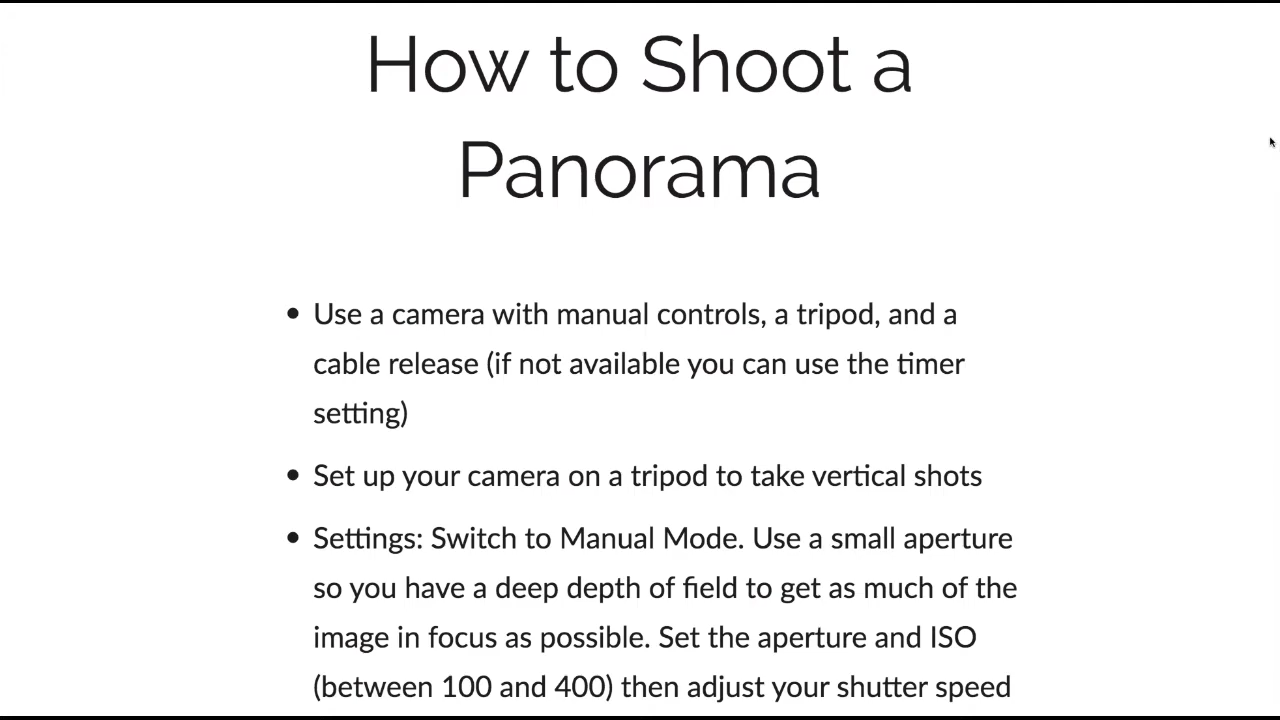 How to Shoot a
Panorama
• Use a camera with manual controls, a tripod, and a
cable release (if not available you can use the timer
setting)
• Set up your camera on a tripod to take vertical shots
• Settings: Switch to Manual Mode. Use a small aperture
so you have a deep depth of field to get as much of the
image in focus as possible. Set the aperture and ISO
(between 100 and 400) then adjust your shutter speed